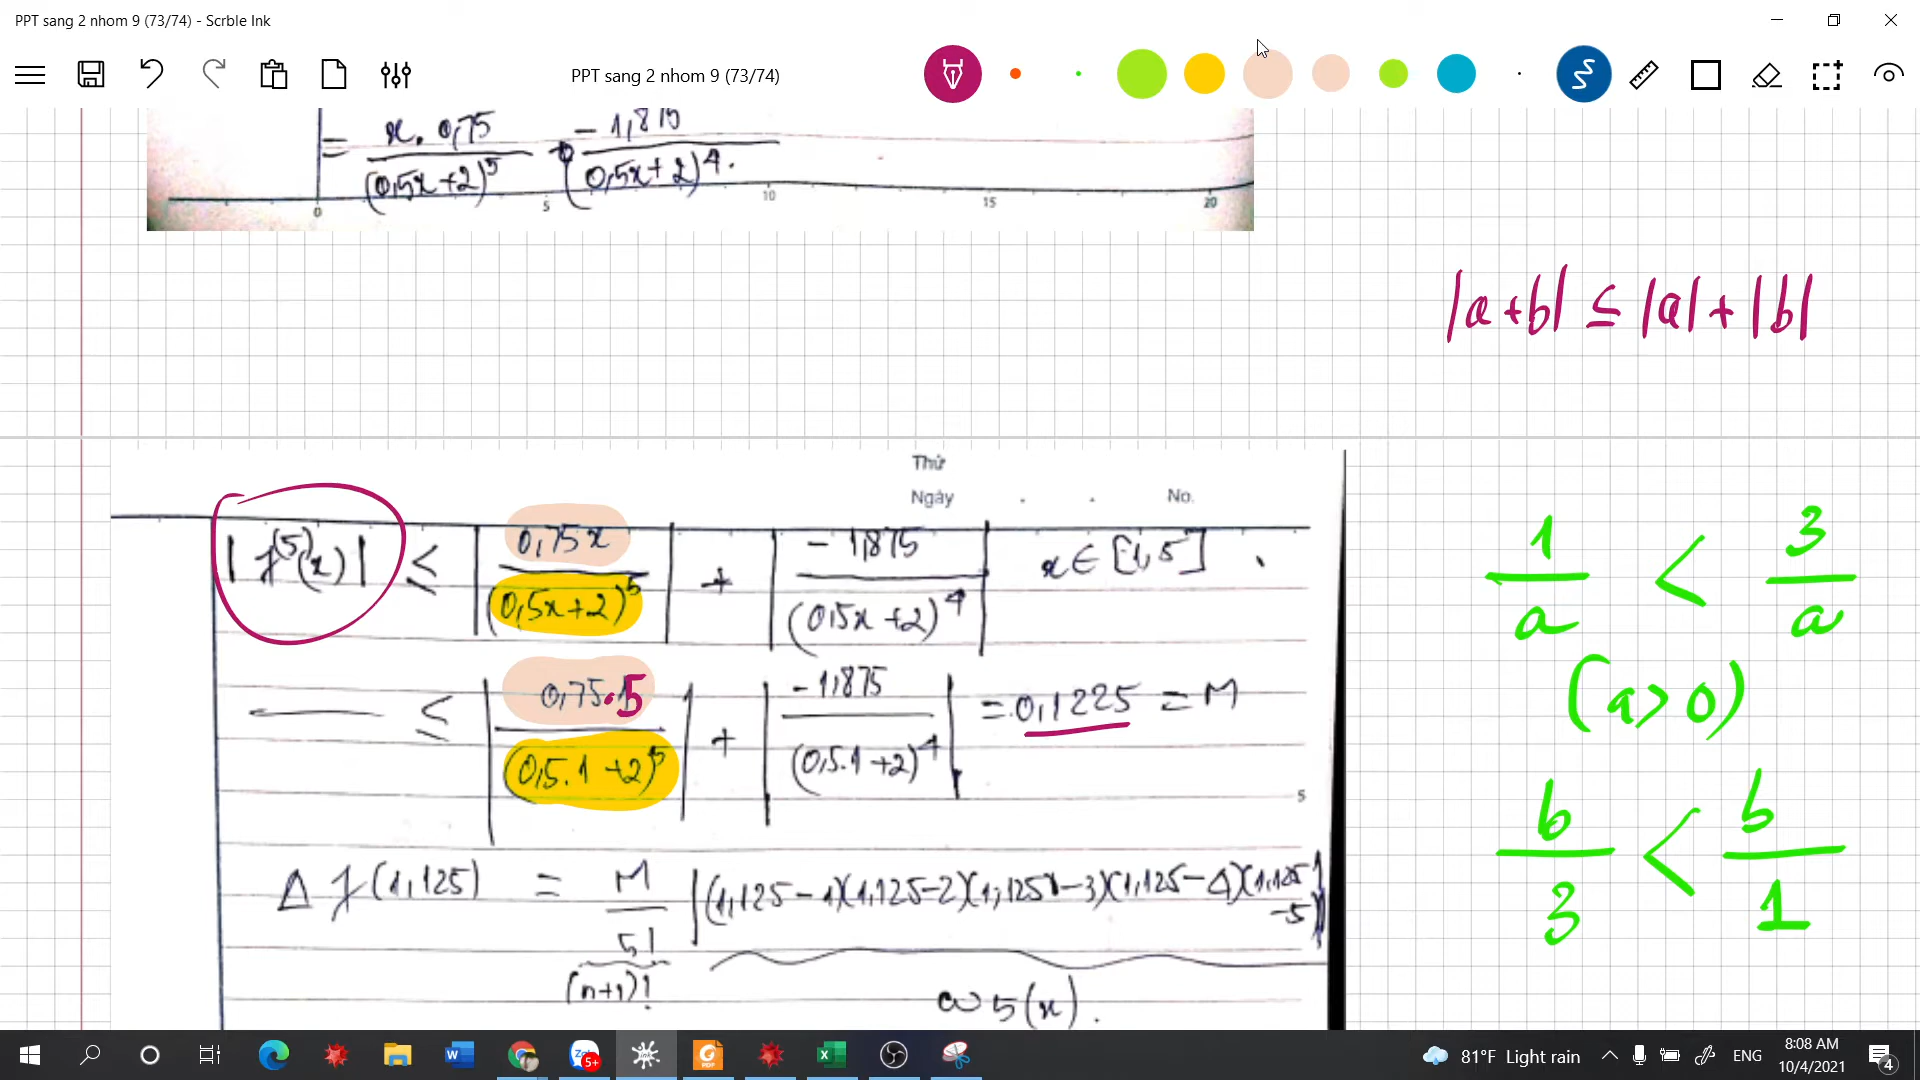 PPT sang 2 nhom 9 (73/74) - Scrble Ink
PPT sang 2 nhom 9 (73/74)
= x. 0,75 / (0,5x+2)^5 + -1,875 / (0,5x+2)^4.
0 5 10 15 20
|a+b| ≤ |a|+|b|
Thứ
Ngày . . No.
|f^(5)(x)| ≤ |0,75x / (0,5x+2)^5| + |-1,875 / (0,5x+2)^4| x∈[1,5].
≤ |0,75.5 / (0,5.1+2)^5| + |-1,875 / (0,5.1+2)^4| = 0,1225 = M
5
Δf(1,125) = M / 5! |(1,125-1)(1,125-2)(1,125-3)(1,125-4)(1,125
-5)|
(n+1)! ω5(x).
1/a < 3/a
(a>0)
b/3 < b/1
5+
81°F Light rain
ENG
8:08 AM
10/4/2021
4